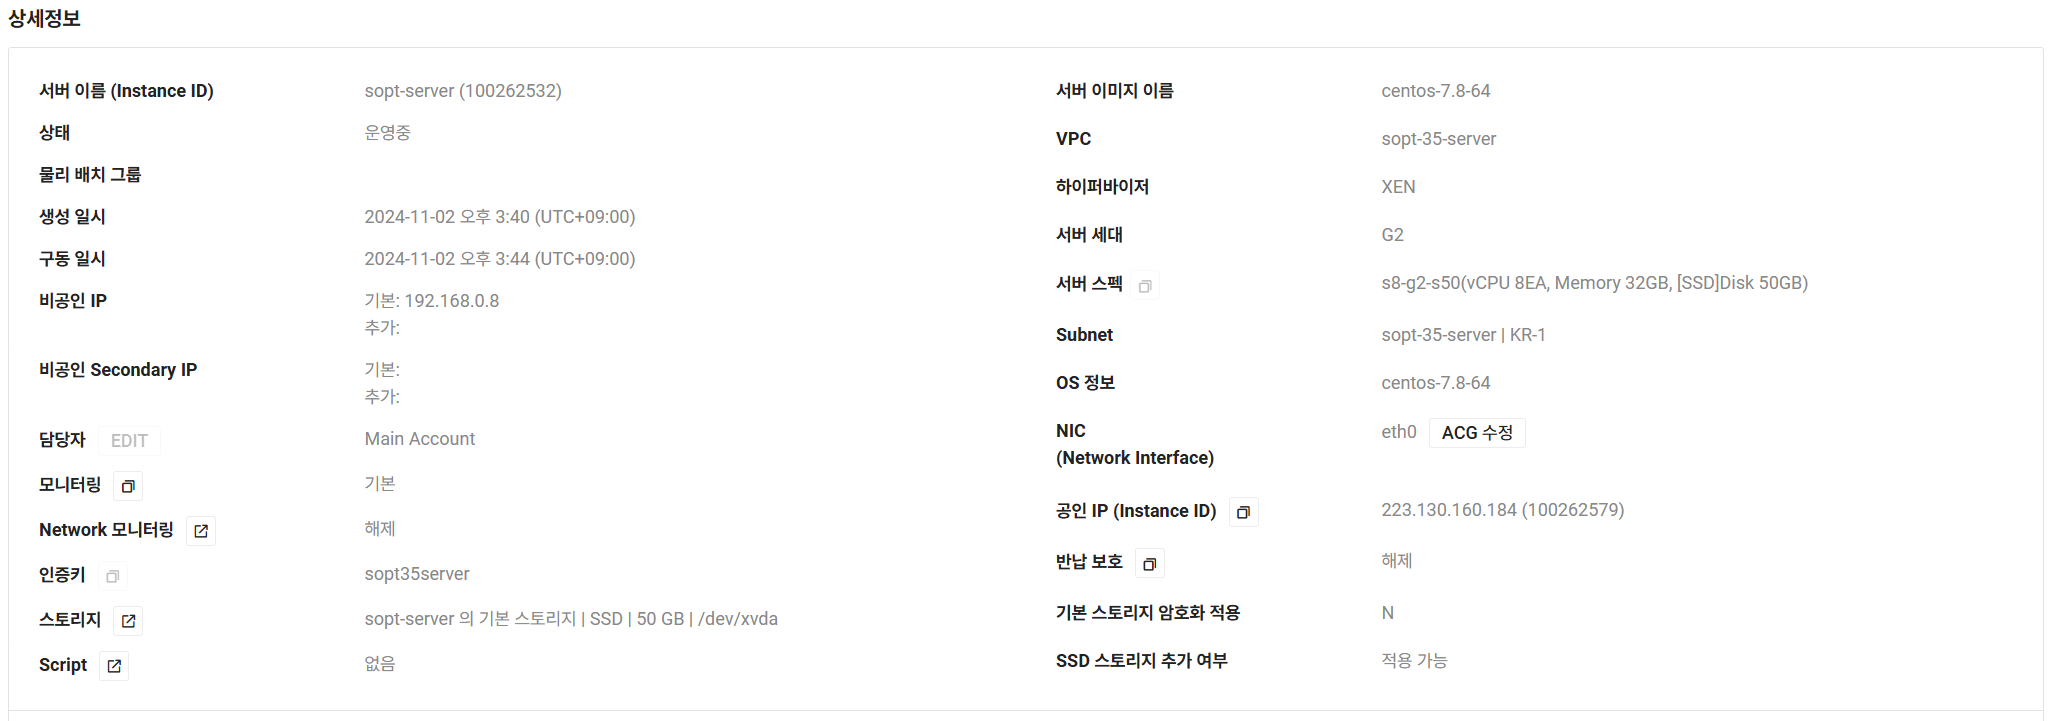 상세정보
서버 이름 (Instance ID) sopt-server (100262532)
상태 운영중
물리 배치 그룹
생성 일시 2024-11-02 오후 3:40 (UTC+09:00)
구동 일시 2024-11-02 오후 3:44 (UTC+09:00)
비공인 IP 기본: 192.168.0.8
추가:
비공인 Secondary IP 기본:
추가:
담당자 EDIT Main Account
모니터링 기본
Network 모니터링 해제
인증키 sopt35server
스토리지 sopt-server 의 기본 스토리지 | SSD | 50 GB | /dev/xvda
Script 없음
서버 이미지 이름 centos-7.8-64
VPC sopt-35-server
하이퍼바이저 XEN
서버 세대 G2
서버 스펙 s8-g2-s50(vCPU 8EA, Memory 32GB, [SSD]Disk 50GB)
Subnet sopt-35-server | KR-1
OS 정보 centos-7.8-64
NIC eth0 ACG 수정
(Network Interface)
공인 IP (Instance ID) 223.130.160.184 (100262579)
반납 보호 해제
기본 스토리지 암호화 적용 N
SSD 스토리지 추가 여부 적용 가능